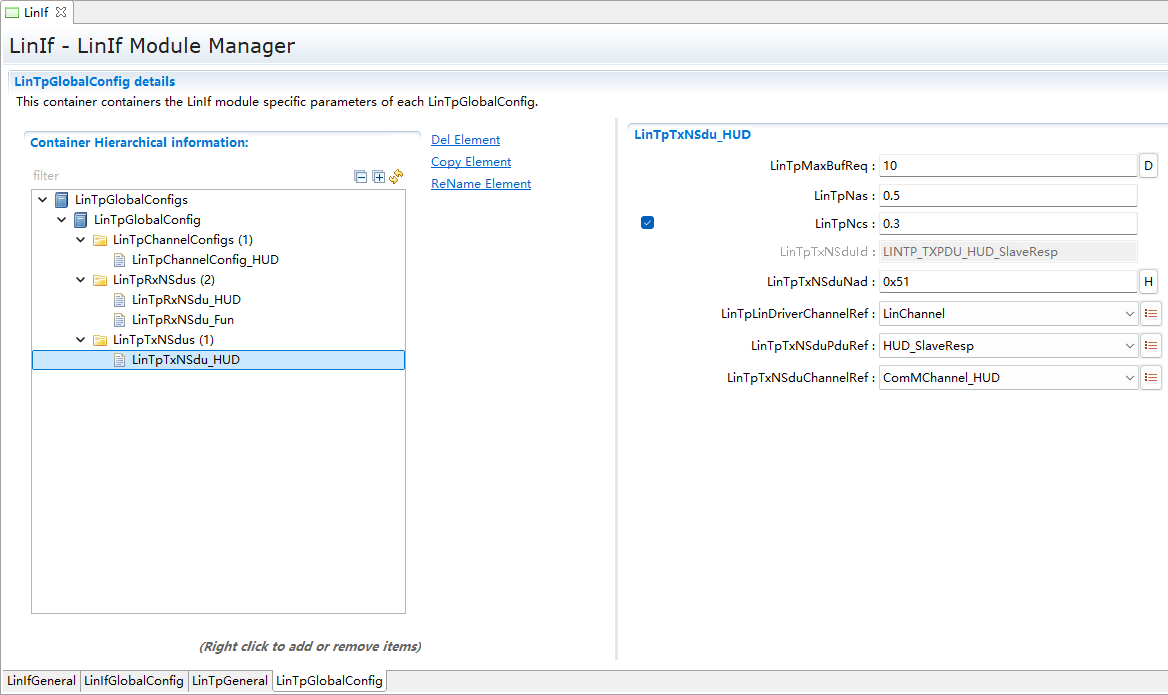 LinIf
LinIf - LinIf Module Manager
LinTpGlobalConfig details
This container containers the LinIf module specific parameters of each LinTpGlobalConfig.
Container Hierarchical information:
filter
LinTpGlobalConfigs
LinTpGlobalConfig
LinTpChannelConfigs (1)
LinTpChannelConfig_HUD
LinTpRxNSdus (2)
LinTpRxNSdu_HUD
LinTpRxNSdu_Fun
LinTpTxNSdus (1)
LinTpTxNSdu_HUD
(Right click to add or remove items)
Del Element
Copy Element
ReName Element
LinTpTxNSdu_HUD
LinTpMaxBufReq : 10 D
LinTpNas : 0.5
LinTpNcs : 0.3
LinTpTxNSduId : LINTP_TXPDU_HUD_SlaveResp
LinTpTxNSduNad : 0x51 H
LinTpLinDriverChannelRef : LinChannel
LinTpTxNSduPduRef : HUD_SlaveResp
LinTpTxNSduChannelRef : ComMChannel_HUD
LinIfGeneral LinIfGlobalConfig LinTpGeneral LinTpGlobalConfig